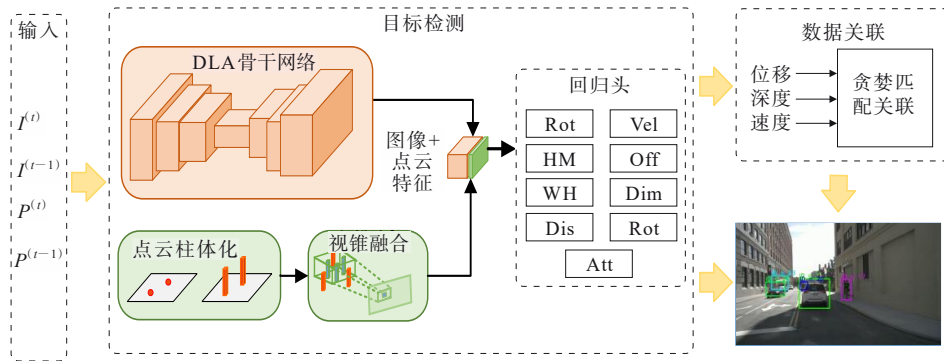 输入
I^(t)
I^(t−1)
P^(t)
P^(t−1)
目标检测
DLA骨干网络
图像+
点云
特征
点云柱体化
视锥融合
回归头
Rot
Vel
HM
Off
WH
Dim
Dis
Rot
Att
数据关联
位移
深度
速度
贪婪匹
配关联